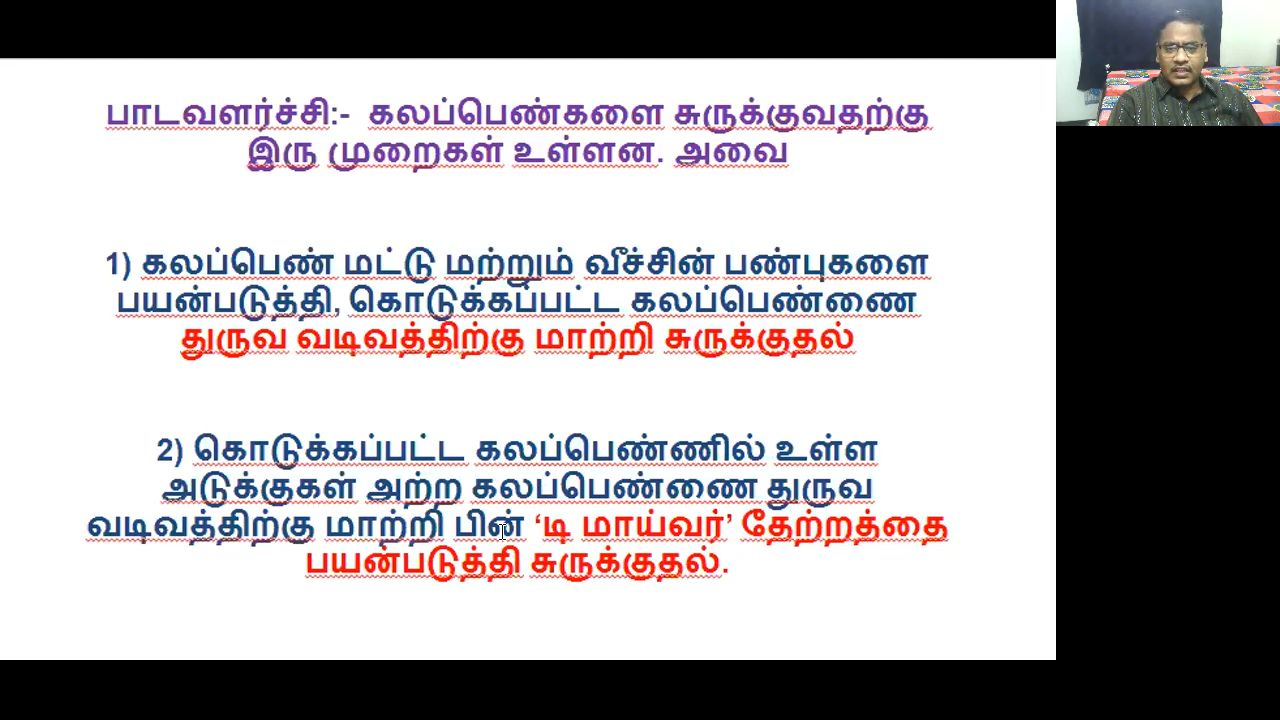 பாடவளர்ச்சி:- கலப்பெண்களை சுருக்குவதற்கு
இரு முறைகள் உள்ளன. அவை
1) கலப்பெண் மட்டு மற்றும் வீச்சின் பண்புகளை
பயன்படுத்தி, கொடுக்கப்பட்ட கலப்பெண்ணை
துருவ வடிவத்திற்கு மாற்றி சுருக்குதல்
2) கொடுக்கப்பட்ட கலப்பெண்ணில் உள்ள
அடுக்குகள் அற்ற கலப்பெண்ணை துருவ
வடிவத்திற்கு மாற்றி பின் ‘டி மாய்வர்’ தேற்றத்தை
பயன்படுத்தி சுருக்குதல்.